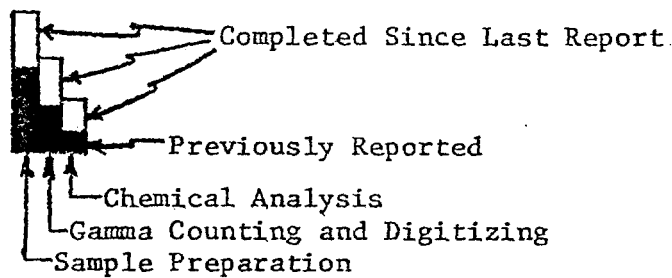 Completed Since Last Report
Previously Reported
Chemical Analysis
Gamma Counting and Digitizing
Sample Preparation